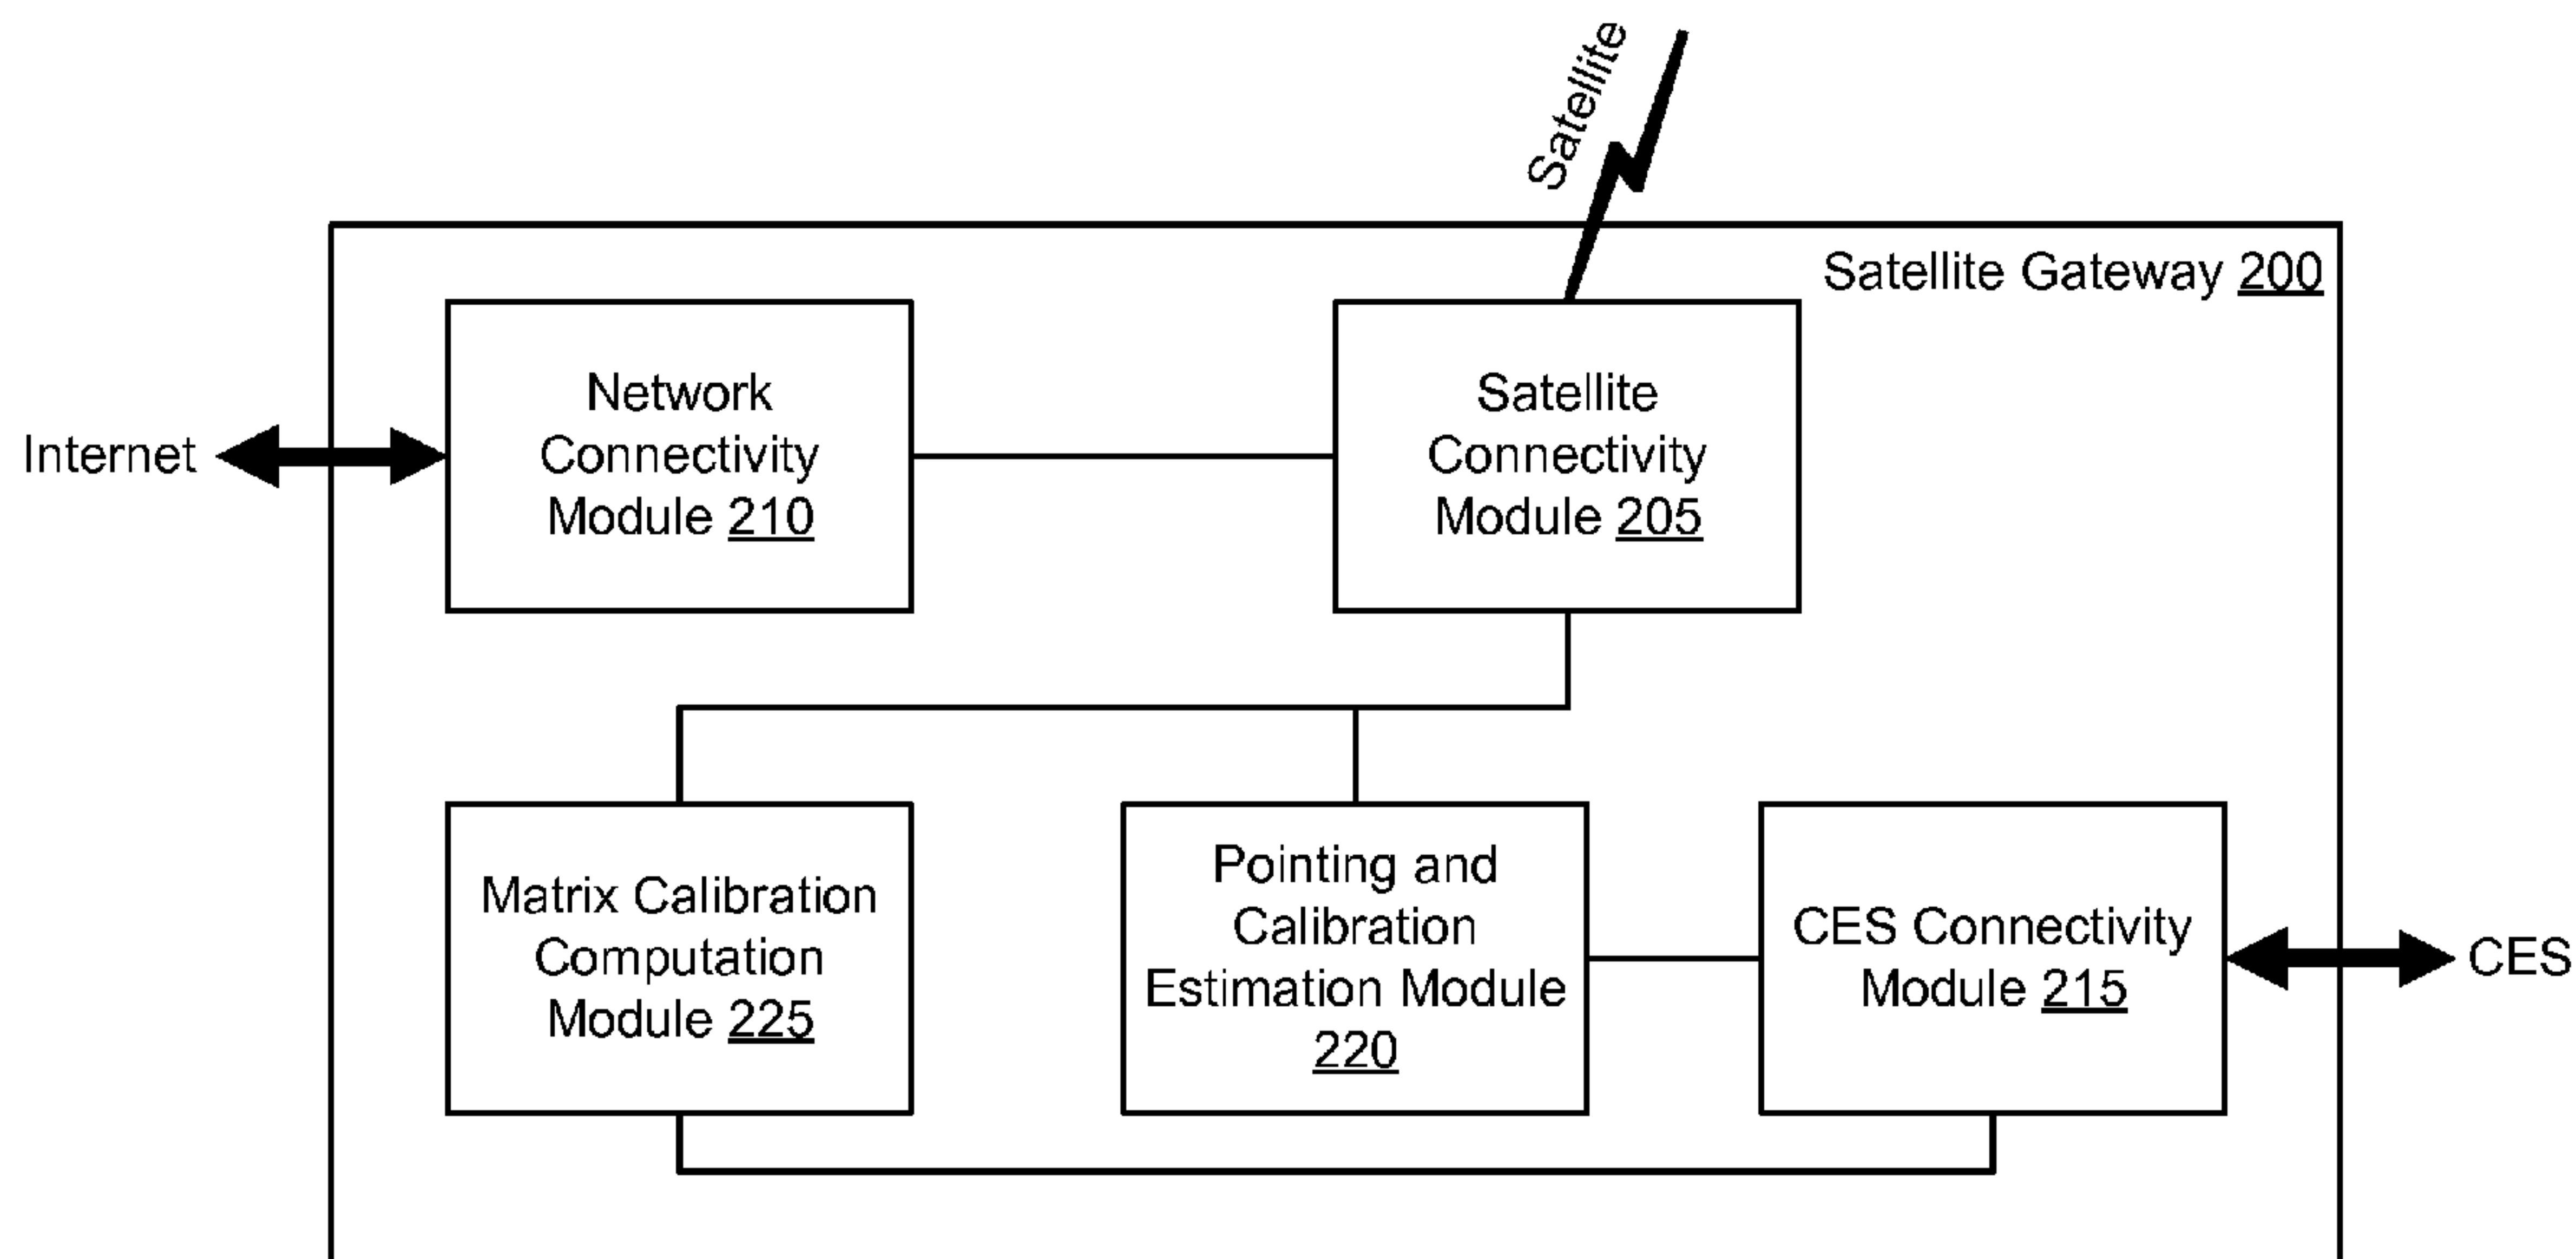 Satellite
Satellite Gateway 200
Network
Connectivity
Module 210
Satellite
Connectivity
Module 205
Internet
Matrix Calibration
Computation
Module 225
Pointing and
Calibration
Estimation Module
220
CES Connectivity
Module 215
CES